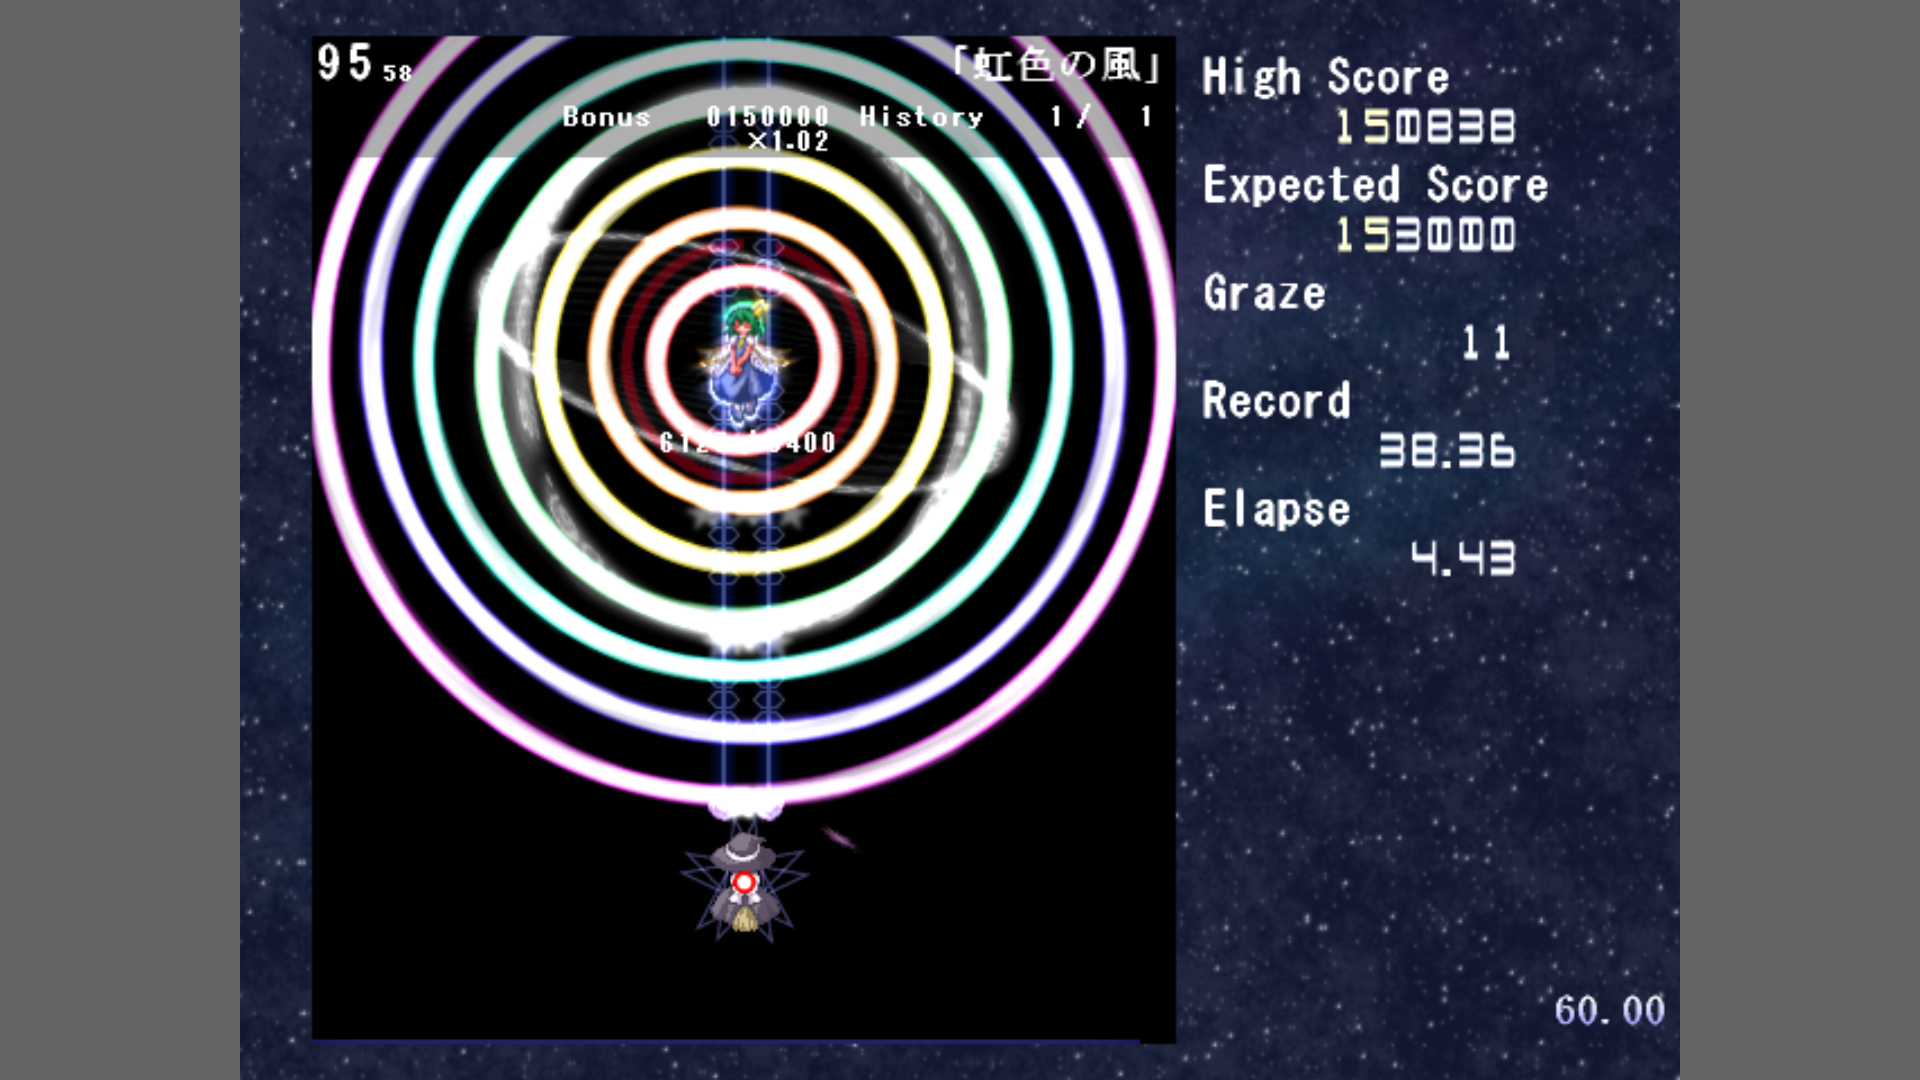 95 58
「虹色の風」
Bonus 0150000 History 1 / 1
×1.02
High Score
150838
Expected Score
153000
Graze
11
Record
38.36
Elapse
4.43
60.00